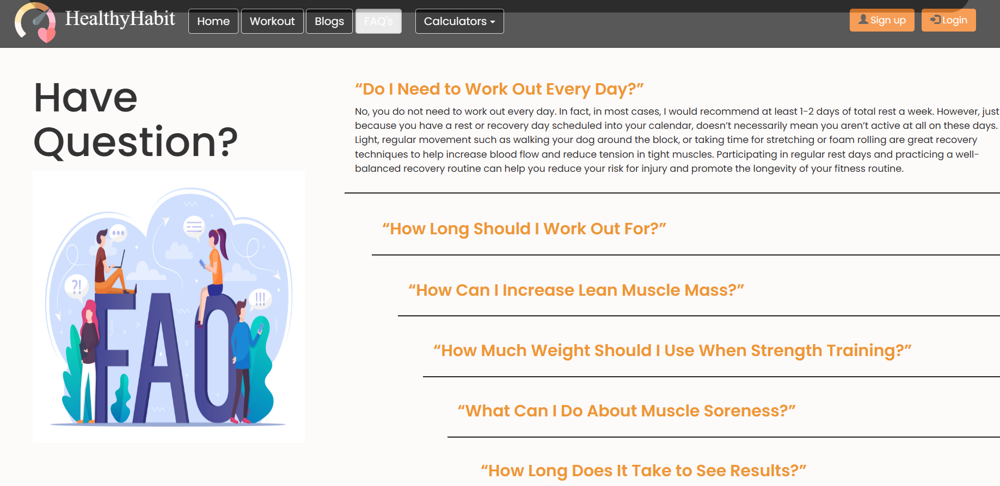 HealthyHabit
Home
Workout
Blogs
FAQ's
Calculators
Sign up
Login
Have
Question?
?!
!!!
FAQ
“Do I Need to Work Out Every Day?”
No, you do not need to work out every day. In fact, in most cases, I would recommend at least 1-2 days of total rest a week. However, just
because you have a rest or recovery day scheduled into your calendar, doesn’t necessarily mean you aren’t active at all on these days.
Light, regular movement such as walking your dog around the block, or taking time for stretching or foam rolling are great recovery
techniques to help increase blood flow and reduce tension in tight muscles. Participating in regular rest days and practicing a well-
balanced recovery routine can help you reduce your risk for injury and promote the longevity of your fitness routine.
“How Long Should I Work Out For?”
“How Can I Increase Lean Muscle Mass?”
“How Much Weight Should I Use When Strength Training?”
“What Can I Do About Muscle Soreness?”
“How Long Does It Take to See Results?”